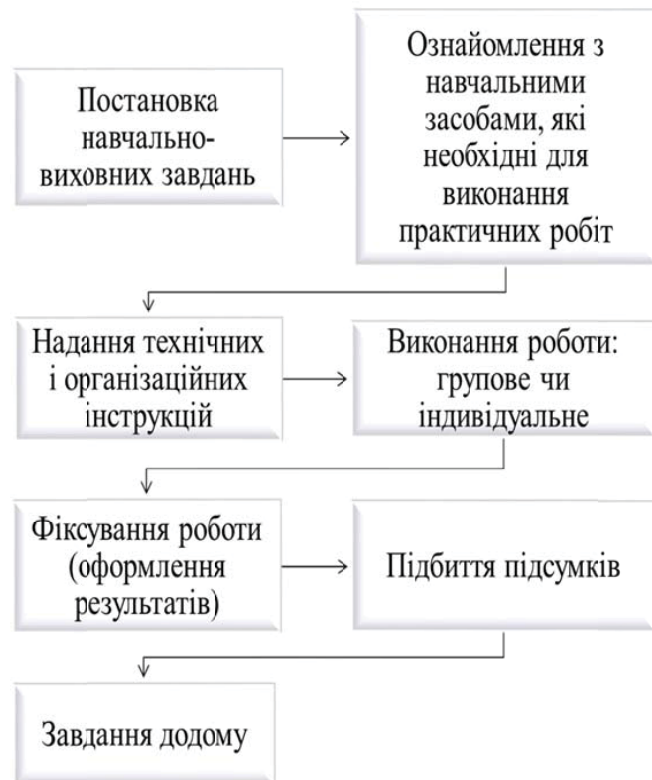 Постановка
навчально-
виховних завдань
Ознайомлення з
навчальними
засобами, які
необхідні для
виконання
практичних робіт
Надання технічних
і організаційних
інструкцій
Виконання роботи:
групове чи
індивідуальне
Фіксування роботи
(оформлення
результатів)
Підбиття підсумків
Завдання додому